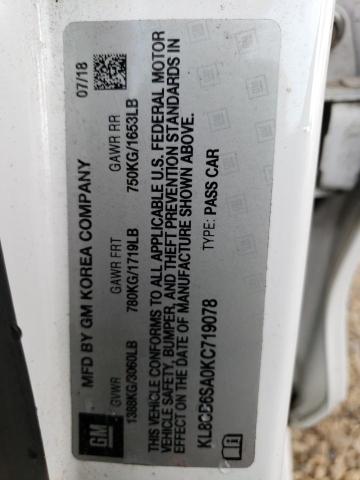 GM
MFD BY GM KOREA COMPANY 07/18
GVWR GAWR FRT GAWR RR
1388KG/3060LB 780KG/1719LB 750KG/1653LB
THIS VEHICLE CONFORMS TO ALL APPLICABLE U.S. FEDERAL MOTOR
VEHICLE SAFETY, BUMPER, AND THEFT PREVENTION STANDARDS IN
EFFECT ON THE DATE OF MANUFACTURE SHOWN ABOVE.
KL8CB6SA0KC719078 TYPE: PASS CAR